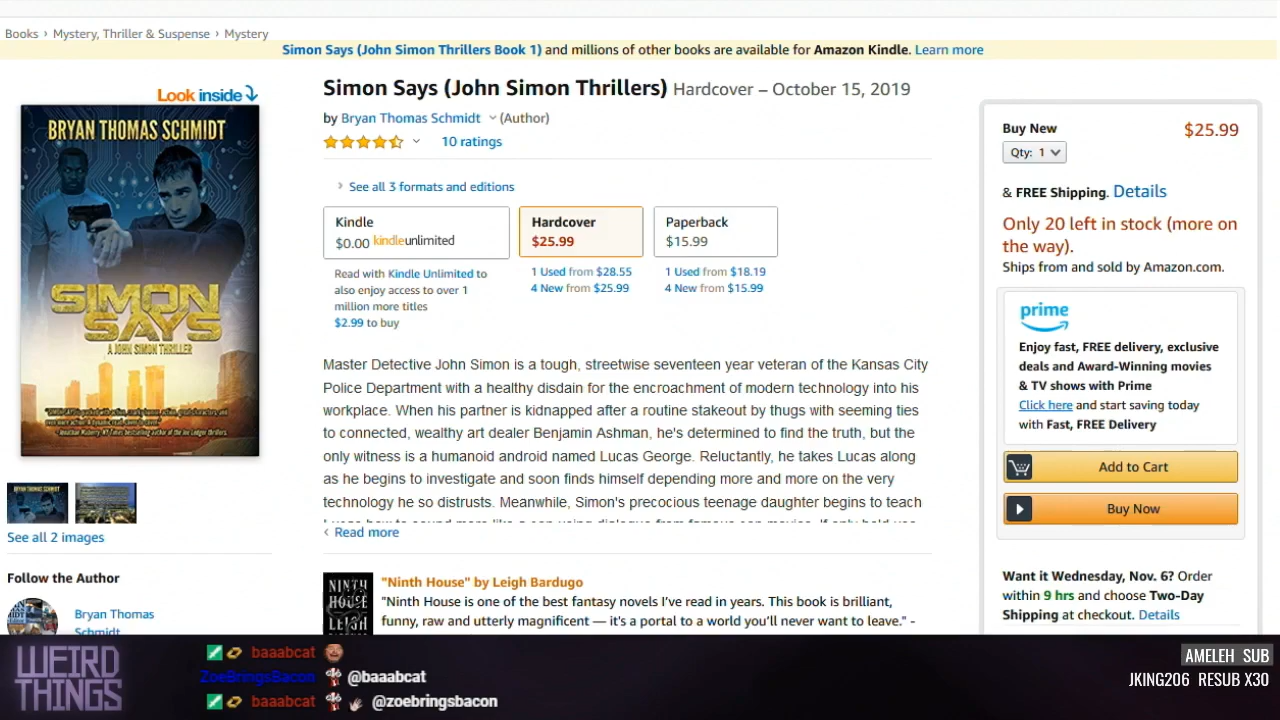 Books › Mystery, Thriller & Suspense › Mystery
Simon Says (John Simon Thrillers Book 1) and millions of other books are available for Amazon Kindle. Learn more
Look inside
BRYAN THOMAS SCHMIDT
SIMON
SAYS
A JOHN SIMON THRILLER
See all 2 images
Follow the Author
Bryan Thomas
Schmidt
Simon Says (John Simon Thrillers) Hardcover – October 15, 2019
by Bryan Thomas Schmidt (Author)
10 ratings
› See all 3 formats and editions
Kindle
$0.00 kindleunlimited
Read with Kindle Unlimited to
also enjoy access to over 1
million more titles
$2.99 to buy
Hardcover
$25.99
1 Used from $28.55
4 New from $25.99
Paperback
$15.99
1 Used from $18.19
4 New from $15.99
Master Detective John Simon is a tough, streetwise seventeen year veteran of the Kansas City
Police Department with a healthy disdain for the encroachment of modern technology into his
workplace. When his partner is kidnapped after a routine stakeout by thugs with seeming ties
to connected, wealthy art dealer Benjamin Ashman, he's determined to find the truth, but the
only witness is a humanoid android named Lucas George. Reluctantly, he takes Lucas along
as he begins to investigate and soon finds himself depending more and more on the very
technology he so distrusts. Meanwhile, Simon's precocious teenage daughter begins to teach
‹ Read more
NINTH
HOUSE
LEIGH
"Ninth House" by Leigh Bardugo
"Ninth House is one of the best fantasy novels I've read in years. This book is brilliant,
funny, raw and utterly magnificent — it's a portal to a world you'll never want to leave." -
Buy New $25.99
Qty: 1
& FREE Shipping. Details
Only 20 left in stock (more on
the way).
Ships from and sold by Amazon.com.
prime
Enjoy fast, FREE delivery, exclusive
deals and Award-Winning movies
& TV shows with Prime
Click here and start saving today
with Fast, FREE Delivery
Add to Cart
Buy Now
Want it Wednesday, Nov. 6? Order
within 9 hrs and choose Two-Day
Shipping at checkout. Details
WEIRD
THINGS
baaabcat
ZoeBringsBacon @baaabcat
baaabcat @zoebringsbacon
AMELEH SUB
JKING206 RESUB X30